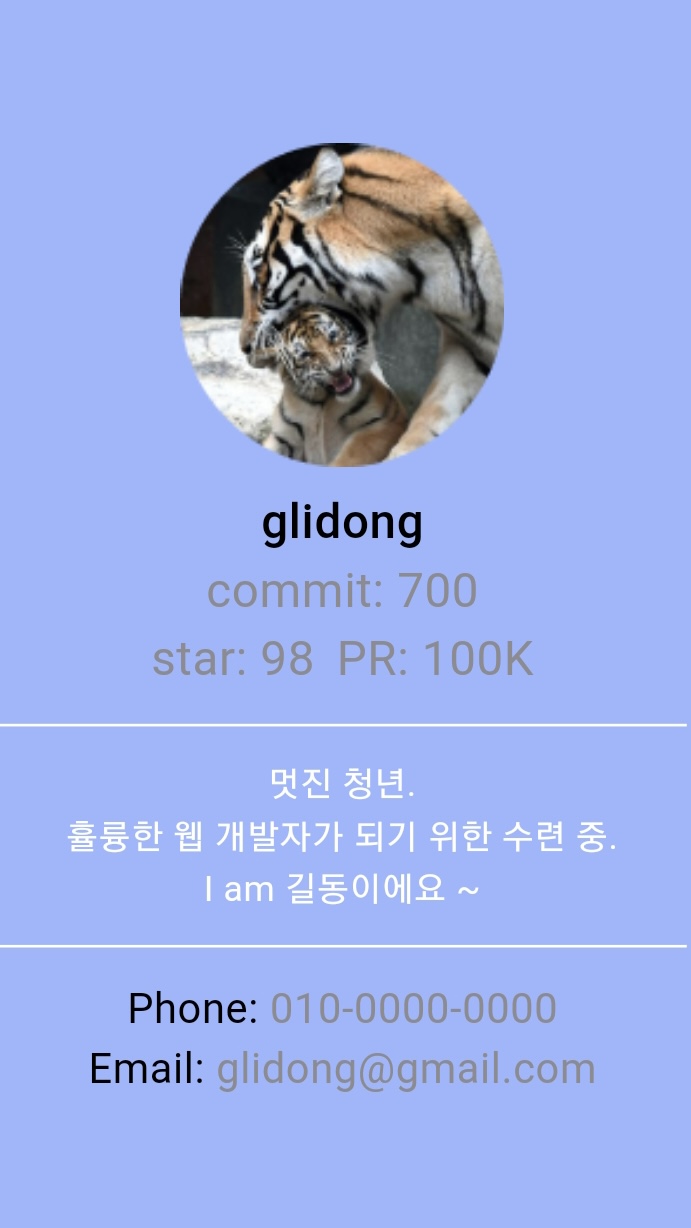 glidong
commit: 700
star: 98 PR: 100K
멋진 청년.
휼륭한 웹 개발자가 되기 위한 수련 중.
I am 길동이에요 ~
Phone: 010-0000-0000
Email: glidong@gmail.com